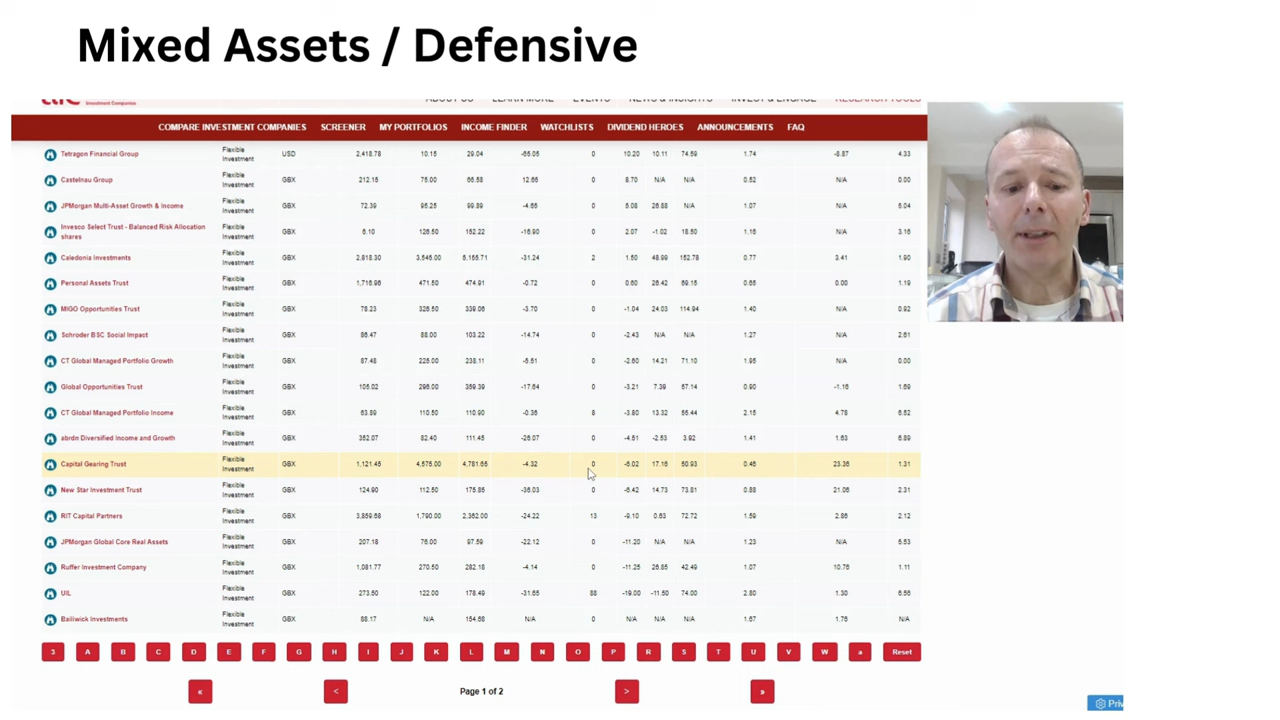 Mixed Assets / Defensive
Investment Companies
ABOUT US LEARN MORE EVENTS NEWS & INSIGHTS INVEST & ENGAGE RESEARCH TOOLS
COMPARE INVESTMENT COMPANIES SCREENER MY PORTFOLIOS INCOME FINDER WATCHLISTS DIVIDEND HEROES ANNOUNCEMENTS FAQ
Tetragon Financial Group Flexible Investment USD 2,418.78 10.15 29.04 -65.05 0 10.20 10.11 74.59 1.74 -8.87 4.33
Castelnau Group Flexible Investment GBX 212.15 75.00 66.58 12.65 0 8.70 N/A N/A 0.52 N/A 0.00
JPMorgan Multi-Asset Growth & Income Flexible Investment GBX 72.39 95.25 99.89 -4.65 0 5.08 26.88 N/A 1.07 N/A 5.04
Invesco Select Trust - Balanced Risk Allocation shares Flexible Investment GBX 6.10 126.50 152.22 -16.90 0 2.07 -1.02 18.50 1.16 N/A 3.16
Caledonia Investments Flexible Investment GBX 2,818.30 3,545.00 5,155.71 -31.24 2 1.50 48.99 152.78 0.77 3.41 1.90
Personal Assets Trust Flexible Investment GBX 1,716.96 471.50 474.91 -0.72 0 0.60 26.42 69.15 0.65 0.00 1.19
MIGO Opportunities Trust Flexible Investment GBX 78.23 326.50 339.06 -3.70 0 -1.04 24.03 114.94 1.40 N/A 0.92
Schroder BSC Social Impact Flexible Investment GBX 86.47 88.00 103.22 -14.74 0 -2.43 N/A N/A 1.27 N/A 2.61
CT Global Managed Portfolio Growth Flexible Investment GBX 87.48 225.00 238.11 -5.51 0 -2.60 14.21 71.10 1.95 N/A 0.00
Global Opportunities Trust Flexible Investment GBX 105.02 296.00 359.39 -17.64 0 -3.21 7.39 57.14 0.90 -1.16 1.69
CT Global Managed Portfolio Income Flexible Investment GBX 63.89 110.50 110.90 -0.36 8 -3.80 13.32 55.44 2.15 4.78 6.52
abrdn Diversified Income and Growth Flexible Investment GBX 352.07 82.40 111.45 -26.07 0 -4.51 -2.53 3.92 1.41 1.63 6.89
Capital Gearing Trust Flexible Investment GBX 1,121.45 4,575.00 4,781.65 -4.32 0 -6.02 17.16 50.93 0.46 23.36 1.31
New Star Investment Trust Flexible Investment GBX 124.90 112.50 175.86 -36.03 0 -6.42 14.73 73.81 0.88 21.06 2.31
RIT Capital Partners Flexible Investment GBX 3,859.68 1,790.00 2,362.00 -24.22 13 -9.10 0.63 72.72 1.59 2.86 2.12
JPMorgan Global Core Real Assets Flexible Investment GBX 207.18 76.00 97.59 -22.12 0 -11.20 N/A N/A 1.23 N/A 5.53
Ruffer Investment Company Flexible Investment GBX 1,081.77 270.50 282.18 -4.14 0 -11.25 26.85 42.49 1.07 10.76 1.11
UIL Flexible Investment GBX 273.50 122.00 178.49 -31.65 88 -19.00 -11.50 74.00 2.80 1.30 6.56
Bailiwick Investments Flexible Investment GBX 88.17 N/A 154.68 N/A 0 N/A N/A N/A 1.67 1.76 N/A
3 A B C D E F G H I J K L M N O P R S T U V W a Reset
« < Page 1 of 2 > »